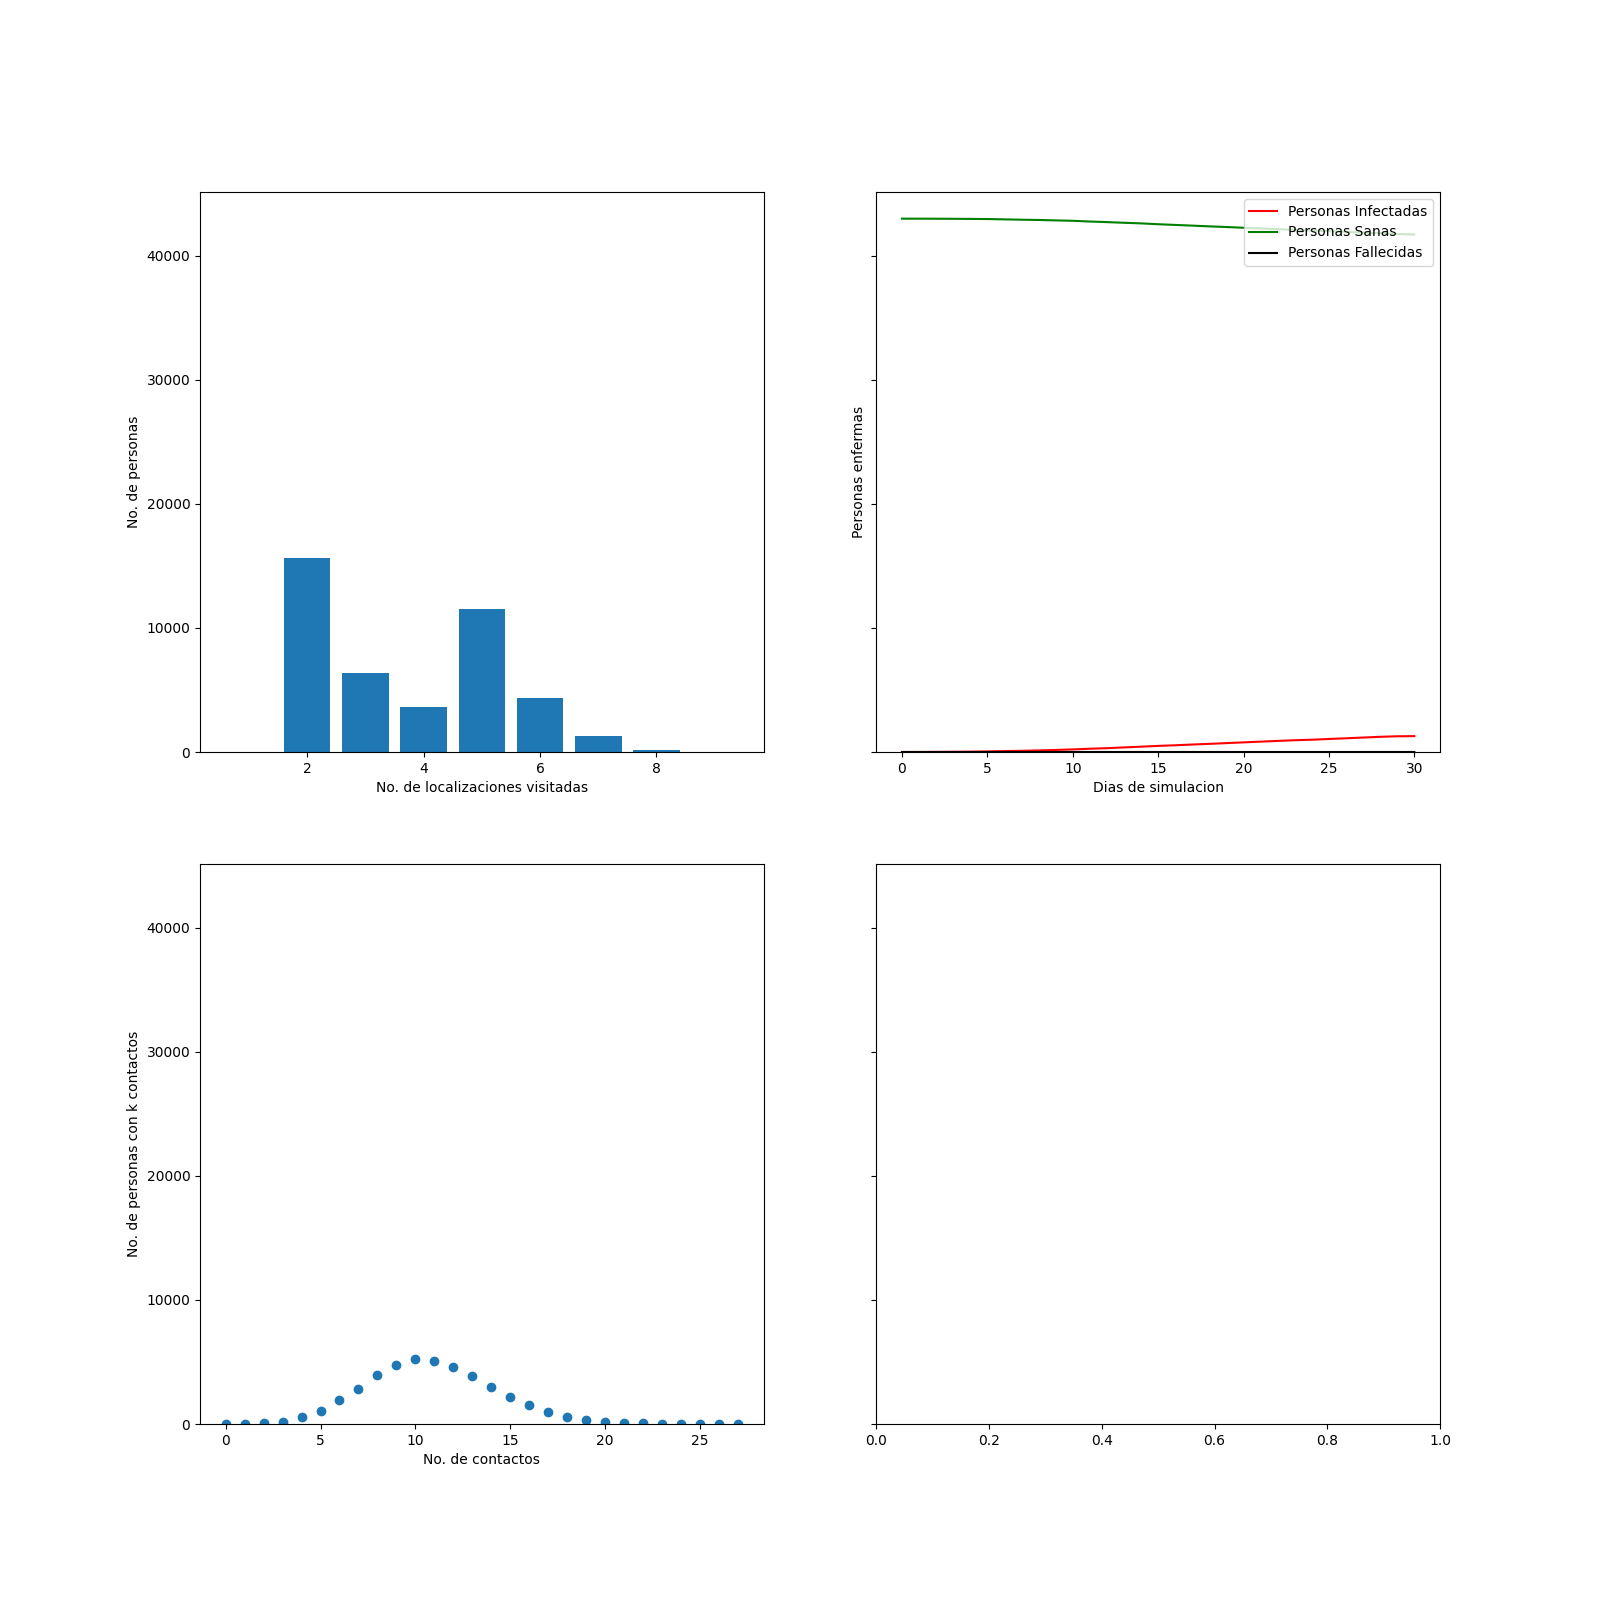 40000
30000
20000
10000
0
No. de personas
2 4 6 8
No. de localizaciones visitadas
Personas Infectadas
Personas Sanas
Personas Fallecidas
Personas enfermas
0 5 10 15 20 25 30
Dias de simulacion
40000
30000
20000
10000
0
No. de personas con k contactos
0 5 10 15 20 25
No. de contactos
0.0 0.2 0.4 0.6 0.8 1.0